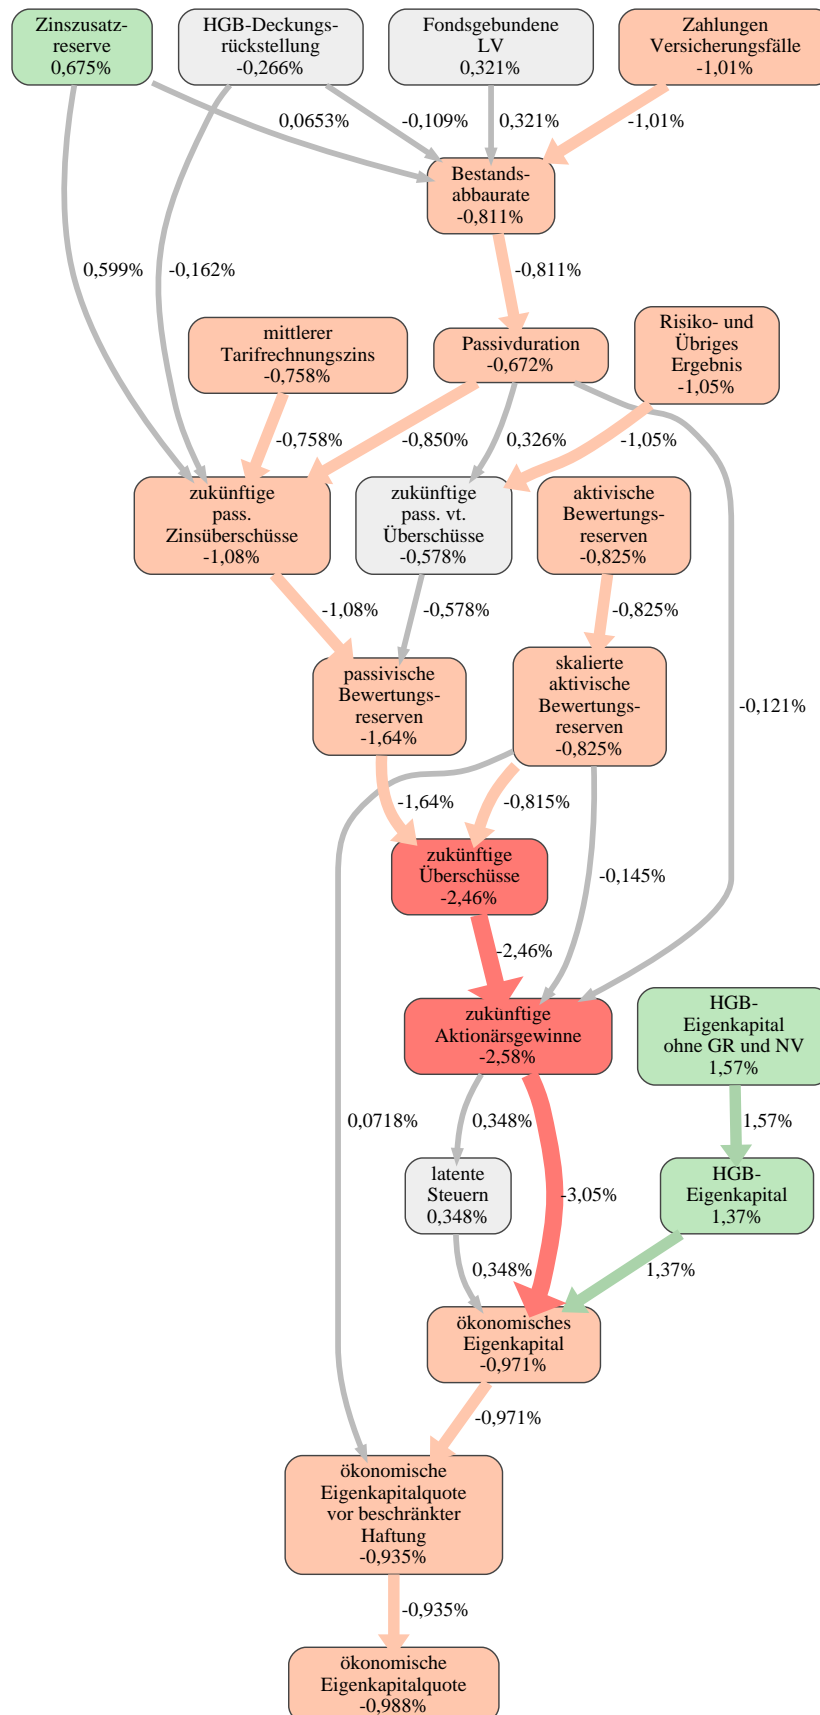 Zinszusatz-
reserve
0,675%
HGB-Deckungs-
rückstellung
-0,266%
Fondsgebundene
LV
0,321%
Zahlungen
Versicherungsfälle
-1,01%
0,0653%
-0,109%
0,321%
-1,01%
Bestands-
abbaurate
-0,811%
0,599%
-0,162%
-0,811%
mittlerer
Tarifrechnungszins
-0,758%
Passivduration
-0,672%
Risiko- und
Übriges
Ergebnis
-1,05%
-0,758%
-0,850%
0,326%
-1,05%
zukünftige
pass.
Zinsüberschüsse
-1,08%
zukünftige
pass. vt.
Überschüsse
-0,578%
aktivische
Bewertungs-
reserven
-0,825%
-1,08%
-0,578%
-0,825%
passivische
Bewertungs-
reserven
-1,64%
skalierte
aktivische
Bewertungs-
reserven
-0,825%
-0,121%
-1,64%
-0,815%
zukünftige
Überschüsse
-2,46%
-0,145%
-2,46%
zukünftige
Aktionärsgewinne
-2,58%
HGB-
Eigenkapital
ohne GR und NV
1,57%
0,0718%
0,348%
-3,05%
1,57%
latente
Steuern
0,348%
HGB-
Eigenkapital
1,37%
0,348%
1,37%
ökonomisches
Eigenkapital
-0,971%
-0,971%
ökonomische
Eigenkapitalquote
vor beschränkter
Haftung
-0,935%
-0,935%
ökonomische
Eigenkapitalquote
-0,988%